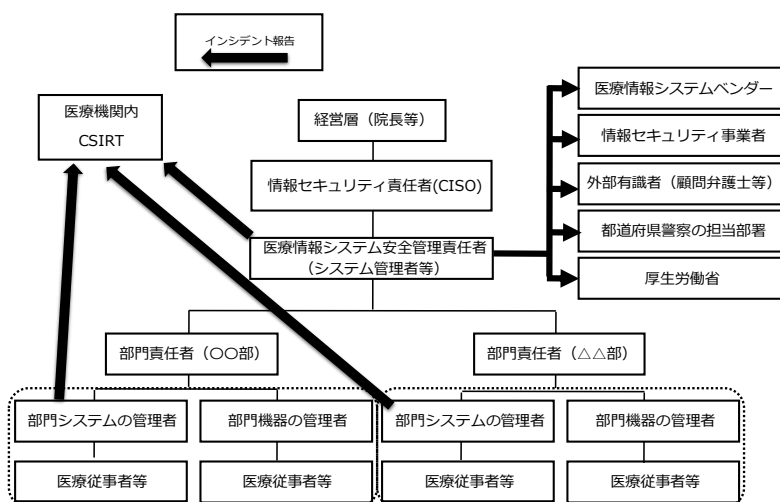 インシデント報告
医療機関内
CSIRT
経営層（院長等）
情報セキュリティ責任者(CISO)
医療情報システム安全管理責任者
（システム管理者等）
医療情報システムベンダー
情報セキュリティ事業者
外部有識者（顧問弁護士等）
都道府県警察の担当部署
厚生労働省
部門責任者（〇〇部）
部門責任者（△△部）
部門システムの管理者
部門機器の管理者
部門システムの管理者
部門機器の管理者
医療従事者等
医療従事者等
医療従事者等
医療従事者等